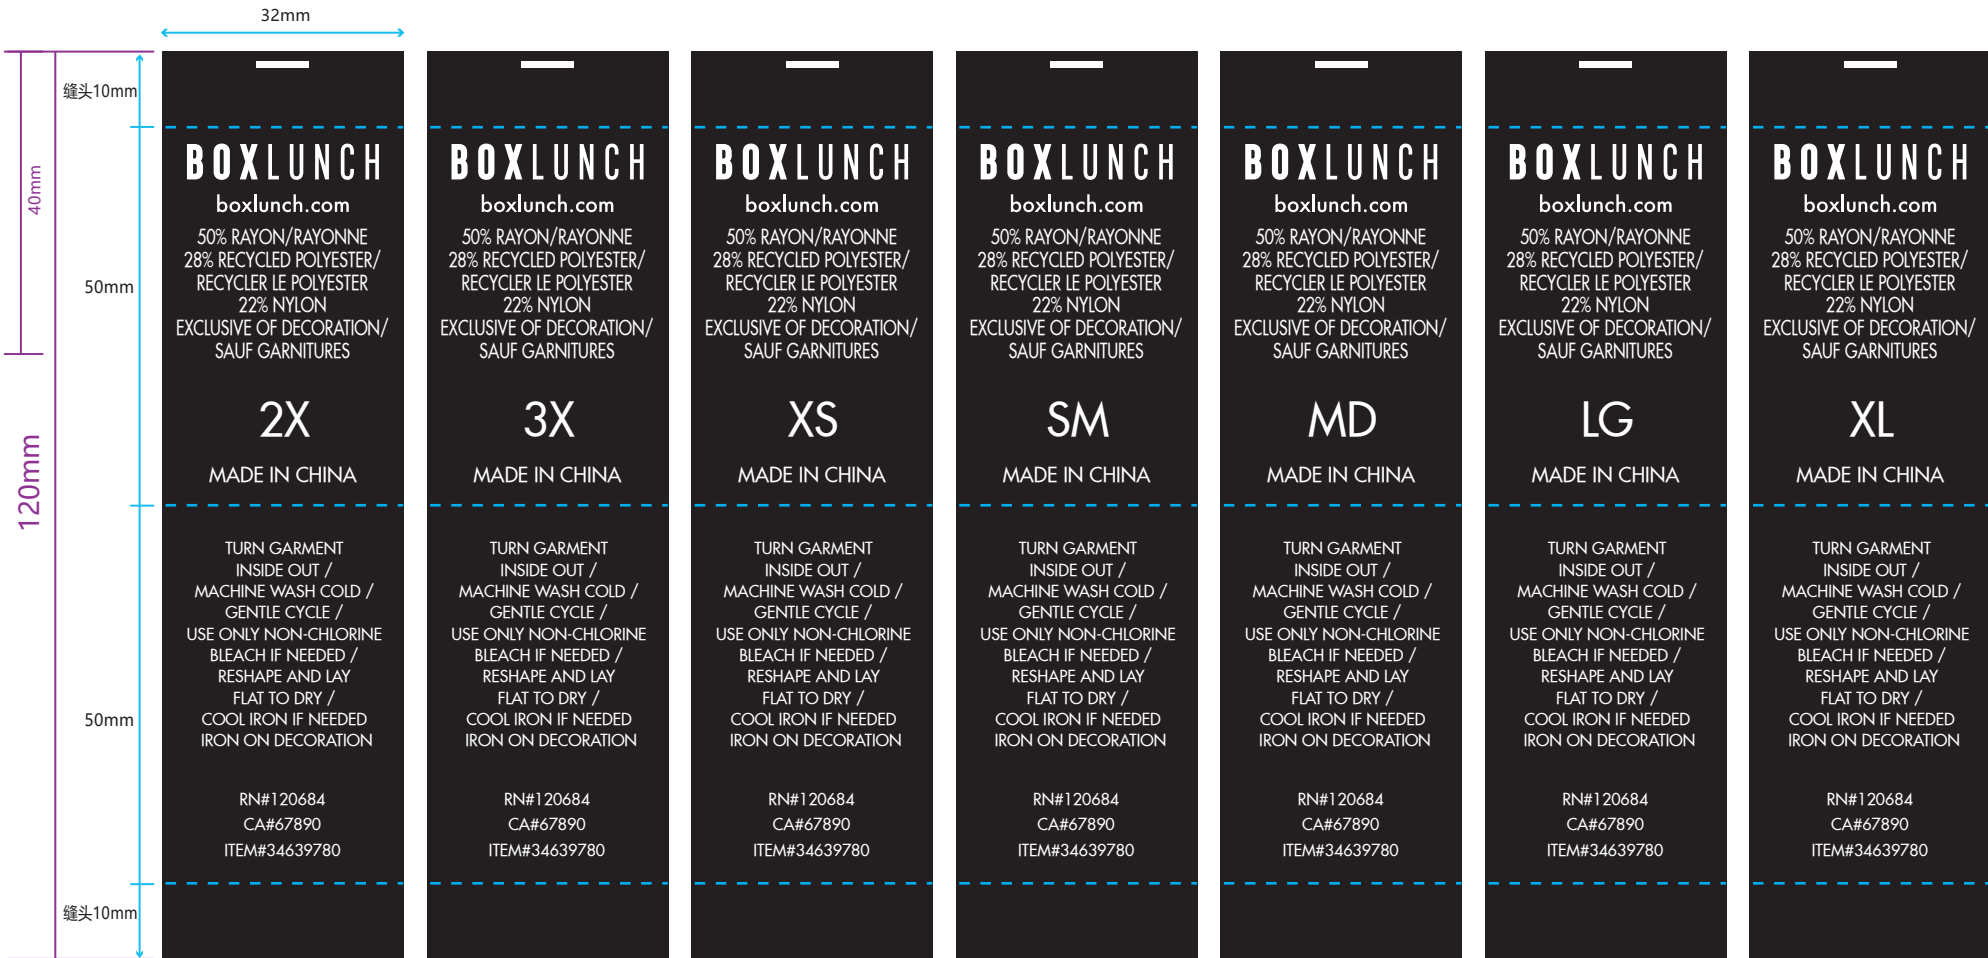 32mm
缝头10mm
40mm
50mm
120mm
50mm
缝头10mm
BOXLUNCH
boxlunch.com
50% RAYON/RAYONNE
28% RECYCLED POLYESTER/
RECYCLER LE POLYESTER
22% NYLON
EXCLUSIVE OF DECORATION/
SAUF GARNITURES
2X
MADE IN CHINA
TURN GARMENT
INSIDE OUT /
MACHINE WASH COLD /
GENTLE CYCLE /
USE ONLY NON-CHLORINE
BLEACH IF NEEDED /
RESHAPE AND LAY
FLAT TO DRY /
COOL IRON IF NEEDED
IRON ON DECORATION
RN#120684
CA#67890
ITEM#34639780
BOXLUNCH
boxlunch.com
50% RAYON/RAYONNE
28% RECYCLED POLYESTER/
RECYCLER LE POLYESTER
22% NYLON
EXCLUSIVE OF DECORATION/
SAUF GARNITURES
3X
MADE IN CHINA
TURN GARMENT
INSIDE OUT /
MACHINE WASH COLD /
GENTLE CYCLE /
USE ONLY NON-CHLORINE
BLEACH IF NEEDED /
RESHAPE AND LAY
FLAT TO DRY /
COOL IRON IF NEEDED
IRON ON DECORATION
RN#120684
CA#67890
ITEM#34639780
BOXLUNCH
boxlunch.com
50% RAYON/RAYONNE
28% RECYCLED POLYESTER/
RECYCLER LE POLYESTER
22% NYLON
EXCLUSIVE OF DECORATION/
SAUF GARNITURES
XS
MADE IN CHINA
TURN GARMENT
INSIDE OUT /
MACHINE WASH COLD /
GENTLE CYCLE /
USE ONLY NON-CHLORINE
BLEACH IF NEEDED /
RESHAPE AND LAY
FLAT TO DRY /
COOL IRON IF NEEDED
IRON ON DECORATION
RN#120684
CA#67890
ITEM#34639780
BOXLUNCH
boxlunch.com
50% RAYON/RAYONNE
28% RECYCLED POLYESTER/
RECYCLER LE POLYESTER
22% NYLON
EXCLUSIVE OF DECORATION/
SAUF GARNITURES
SM
MADE IN CHINA
TURN GARMENT
INSIDE OUT /
MACHINE WASH COLD /
GENTLE CYCLE /
USE ONLY NON-CHLORINE
BLEACH IF NEEDED /
RESHAPE AND LAY
FLAT TO DRY /
COOL IRON IF NEEDED
IRON ON DECORATION
RN#120684
CA#67890
ITEM#34639780
BOXLUNCH
boxlunch.com
50% RAYON/RAYONNE
28% RECYCLED POLYESTER/
RECYCLER LE POLYESTER
22% NYLON
EXCLUSIVE OF DECORATION/
SAUF GARNITURES
MD
MADE IN CHINA
TURN GARMENT
INSIDE OUT /
MACHINE WASH COLD /
GENTLE CYCLE /
USE ONLY NON-CHLORINE
BLEACH IF NEEDED /
RESHAPE AND LAY
FLAT TO DRY /
COOL IRON IF NEEDED
IRON ON DECORATION
RN#120684
CA#67890
ITEM#34639780
BOXLUNCH
boxlunch.com
50% RAYON/RAYONNE
28% RECYCLED POLYESTER/
RECYCLER LE POLYESTER
22% NYLON
EXCLUSIVE OF DECORATION/
SAUF GARNITURES
LG
MADE IN CHINA
TURN GARMENT
INSIDE OUT /
MACHINE WASH COLD /
GENTLE CYCLE /
USE ONLY NON-CHLORINE
BLEACH IF NEEDED /
RESHAPE AND LAY
FLAT TO DRY /
COOL IRON IF NEEDED
IRON ON DECORATION
RN#120684
CA#67890
ITEM#34639780
BOXLUNCH
boxlunch.com
50% RAYON/RAYONNE
28% RECYCLED POLYESTER/
RECYCLER LE POLYESTER
22% NYLON
EXCLUSIVE OF DECORATION/
SAUF GARNITURES
XL
MADE IN CHINA
TURN GARMENT
INSIDE OUT /
MACHINE WASH COLD /
GENTLE CYCLE /
USE ONLY NON-CHLORINE
BLEACH IF NEEDED /
RESHAPE AND LAY
FLAT TO DRY /
COOL IRON IF NEEDED
IRON ON DECORATION
RN#120684
CA#67890
ITEM#34639780